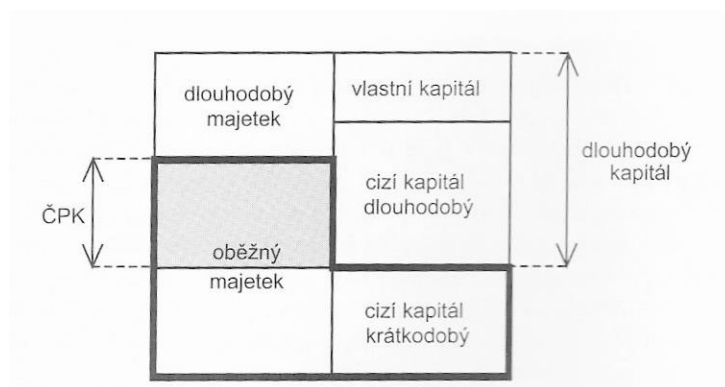 dlouhodobý
majetek
vlastní kapitál
dlouhodobý
kapitál
cizí kapitál
dlouhodobý
ČPK
oběžný
majetek
cizí kapitál
krátkodobý